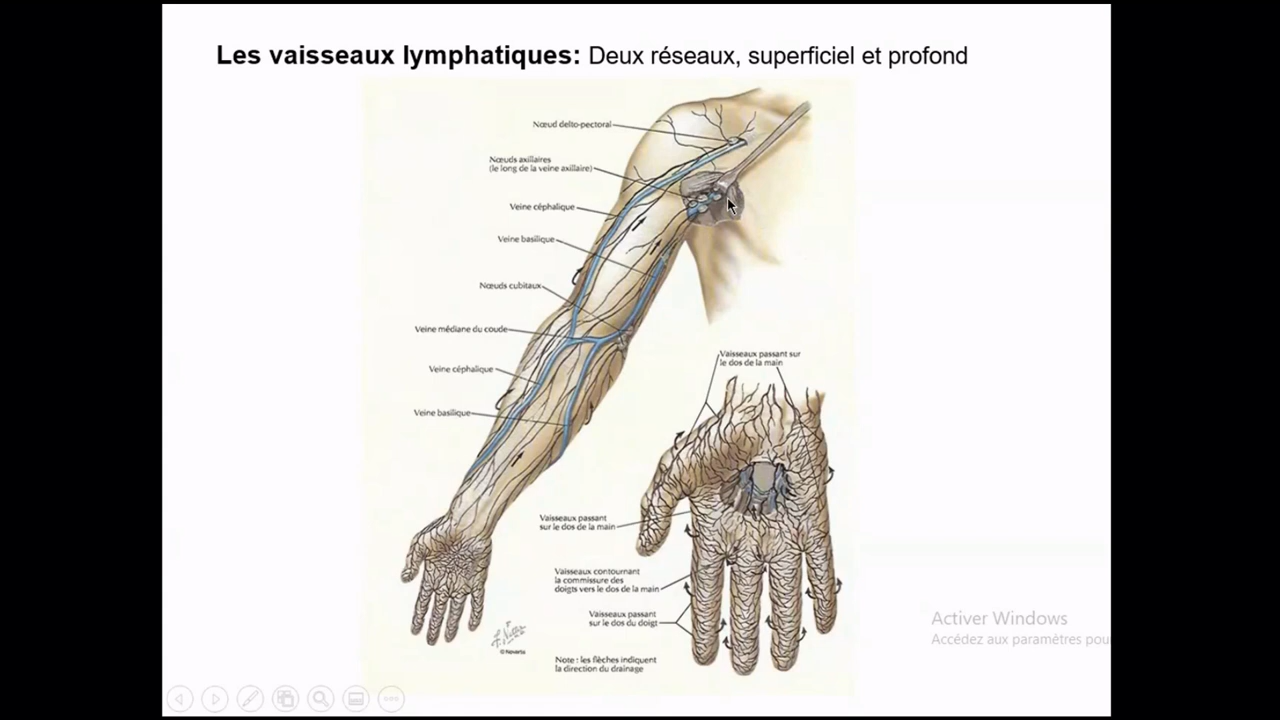 Les vaisseaux lymphatiques: Deux réseaux, superficiel et profond
Nœud delto-pectoral
Nœuds axillaires
(le long de la veine axillaire)
Veine céphalique
Veine basilique
Nœuds cubitaux
Veine médiane du coude
Veine céphalique
Veine basilique
Vaisseaux passant sur
le dos de la main
Vaisseaux passant
sur le dos de la main
Vaisseaux contournant
la commissure des
doigts vers le dos de la main
Vaisseaux passant
sur le dos du doigt
Note : les flèches indiquent
la direction du drainage
Activer Windows
Accédez aux paramètres pou